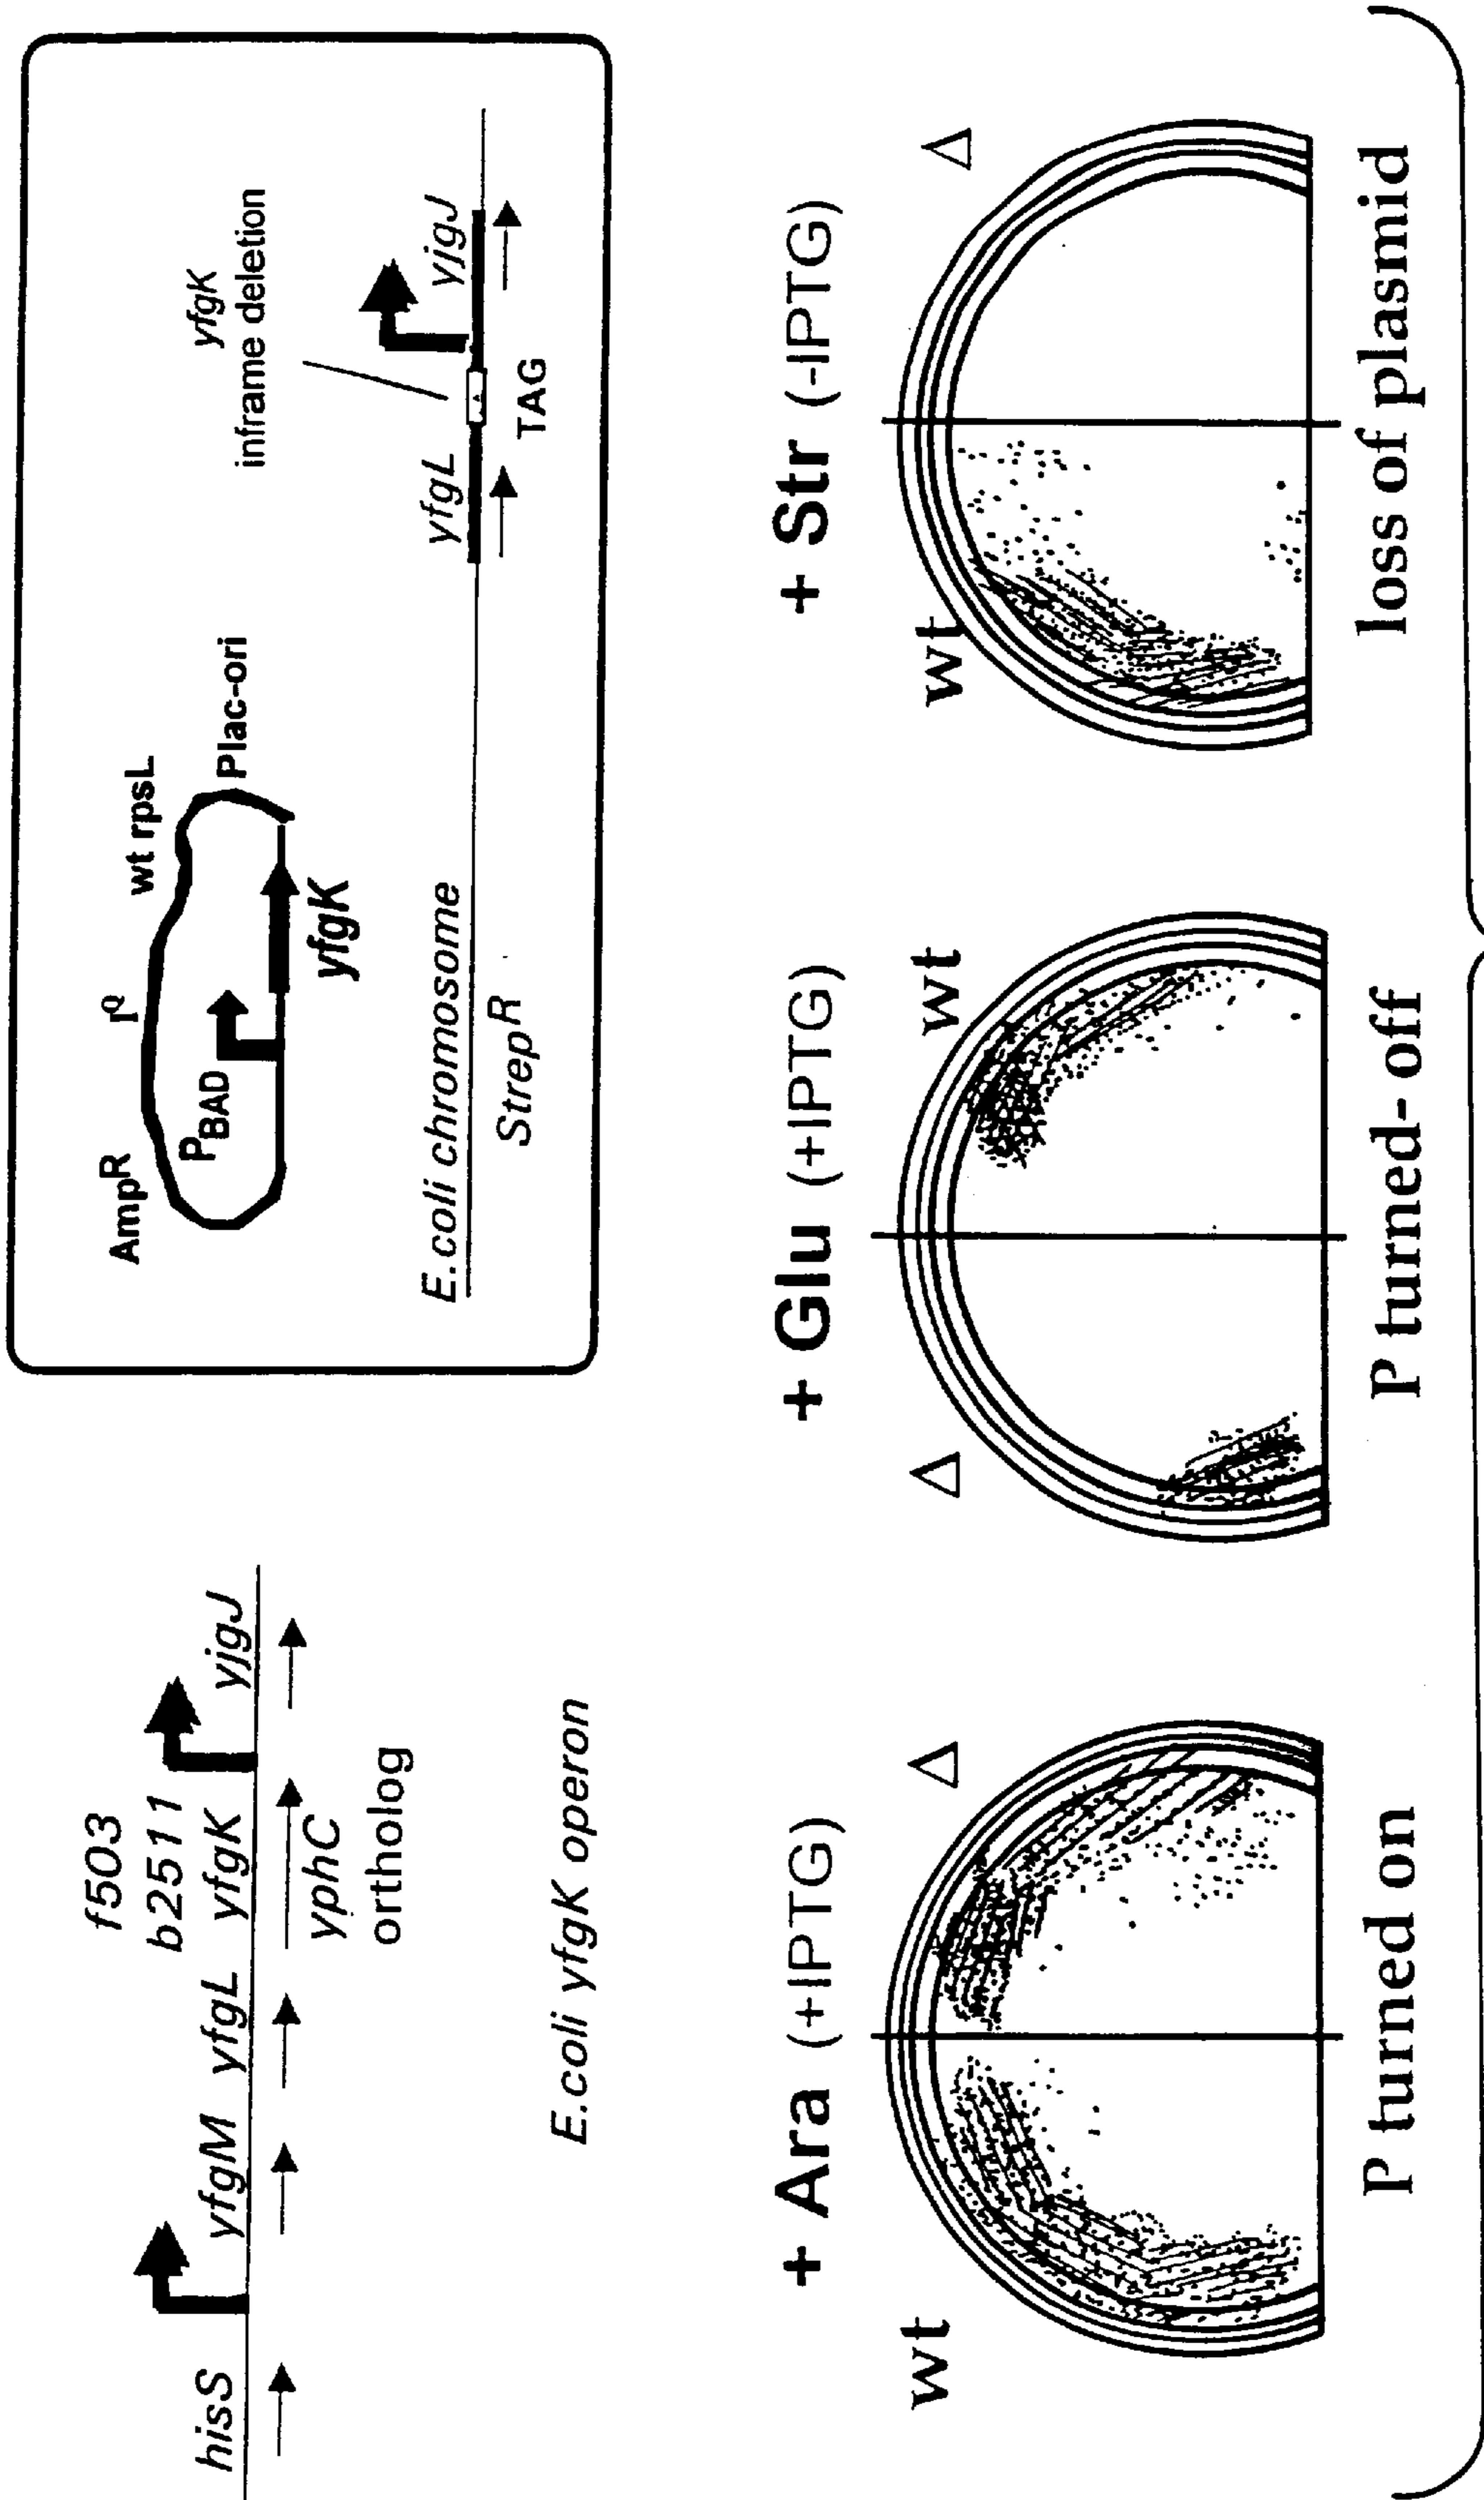 f503
b2511
hisS yfgM yfgL yfgK yjgJ
yphC
ortholog
E.coli yfgK operon
AmpR IQ wt rpsL
PBAD Plac-ori
yfgK
yfgK
inframe deletion
E.coli chromosome yfgL Δ yjgJ
StrepR TAG
+ Ara (+IPTG)
wt Δ
P turned on
+ Glu (+IPTG)
Δ wt
P turned-off
+ Str (-IPTG)
wt Δ
loss of plasmid